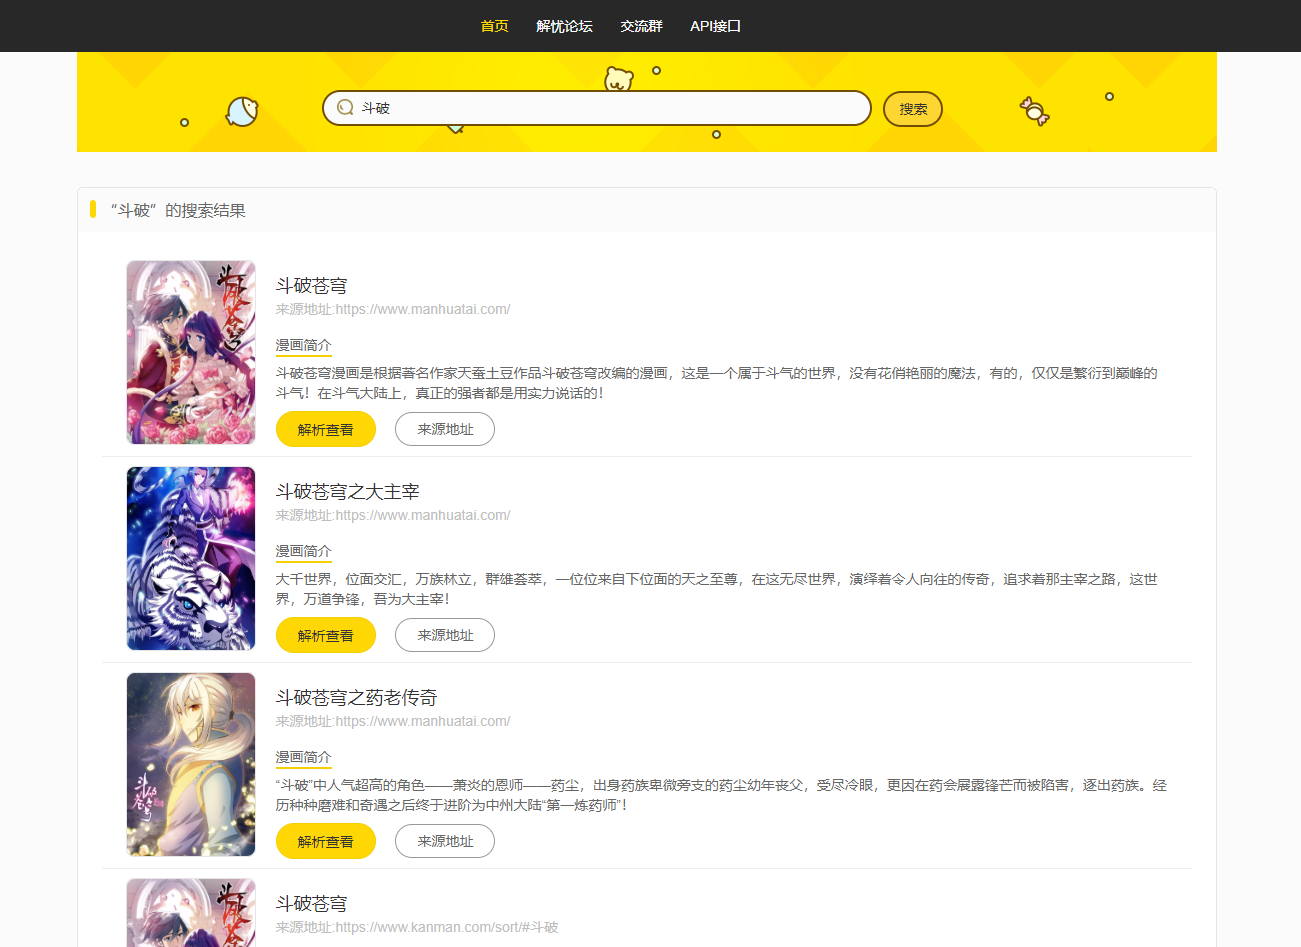 首页 解忧论坛 交流群 API接口
斗破 搜索
“斗破”的搜索结果
斗破苍穹
来源地址:https://www.manhuatai.com/
漫画简介
斗破苍穹漫画是根据著名作家天蚕土豆作品斗破苍穹改编的漫画，这是一个属于斗气的世界，没有花俏艳丽的魔法，有的，仅仅是繁衍到巅峰的
斗气！在斗气大陆上，真正的强者都是用实力说话的！
解析查看 来源地址
斗破苍穹之大主宰
来源地址:https://www.manhuatai.com/
漫画简介
大千世界，位面交汇，万族林立，群雄荟萃，一位位来自下位面的天之至尊，在这无尽世界，演绎着令人向往的传奇，追求着那主宰之路，这世
界，万道争锋，吾为大主宰！
解析查看 来源地址
斗破苍穹之药老传奇
来源地址:https://www.manhuatai.com/
漫画简介
“斗破”中人气超高的角色——萧炎的恩师——药尘，出身药族卑微旁支的药尘幼年丧父，受尽冷眼，更因在药会展露锋芒而被陷害，逐出药族。经
历种种磨难和奇遇之后终于进阶为中州大陆“第一炼药师”！
解析查看 来源地址
斗破苍穹
来源地址:https://www.kanman.com/sort/#斗破